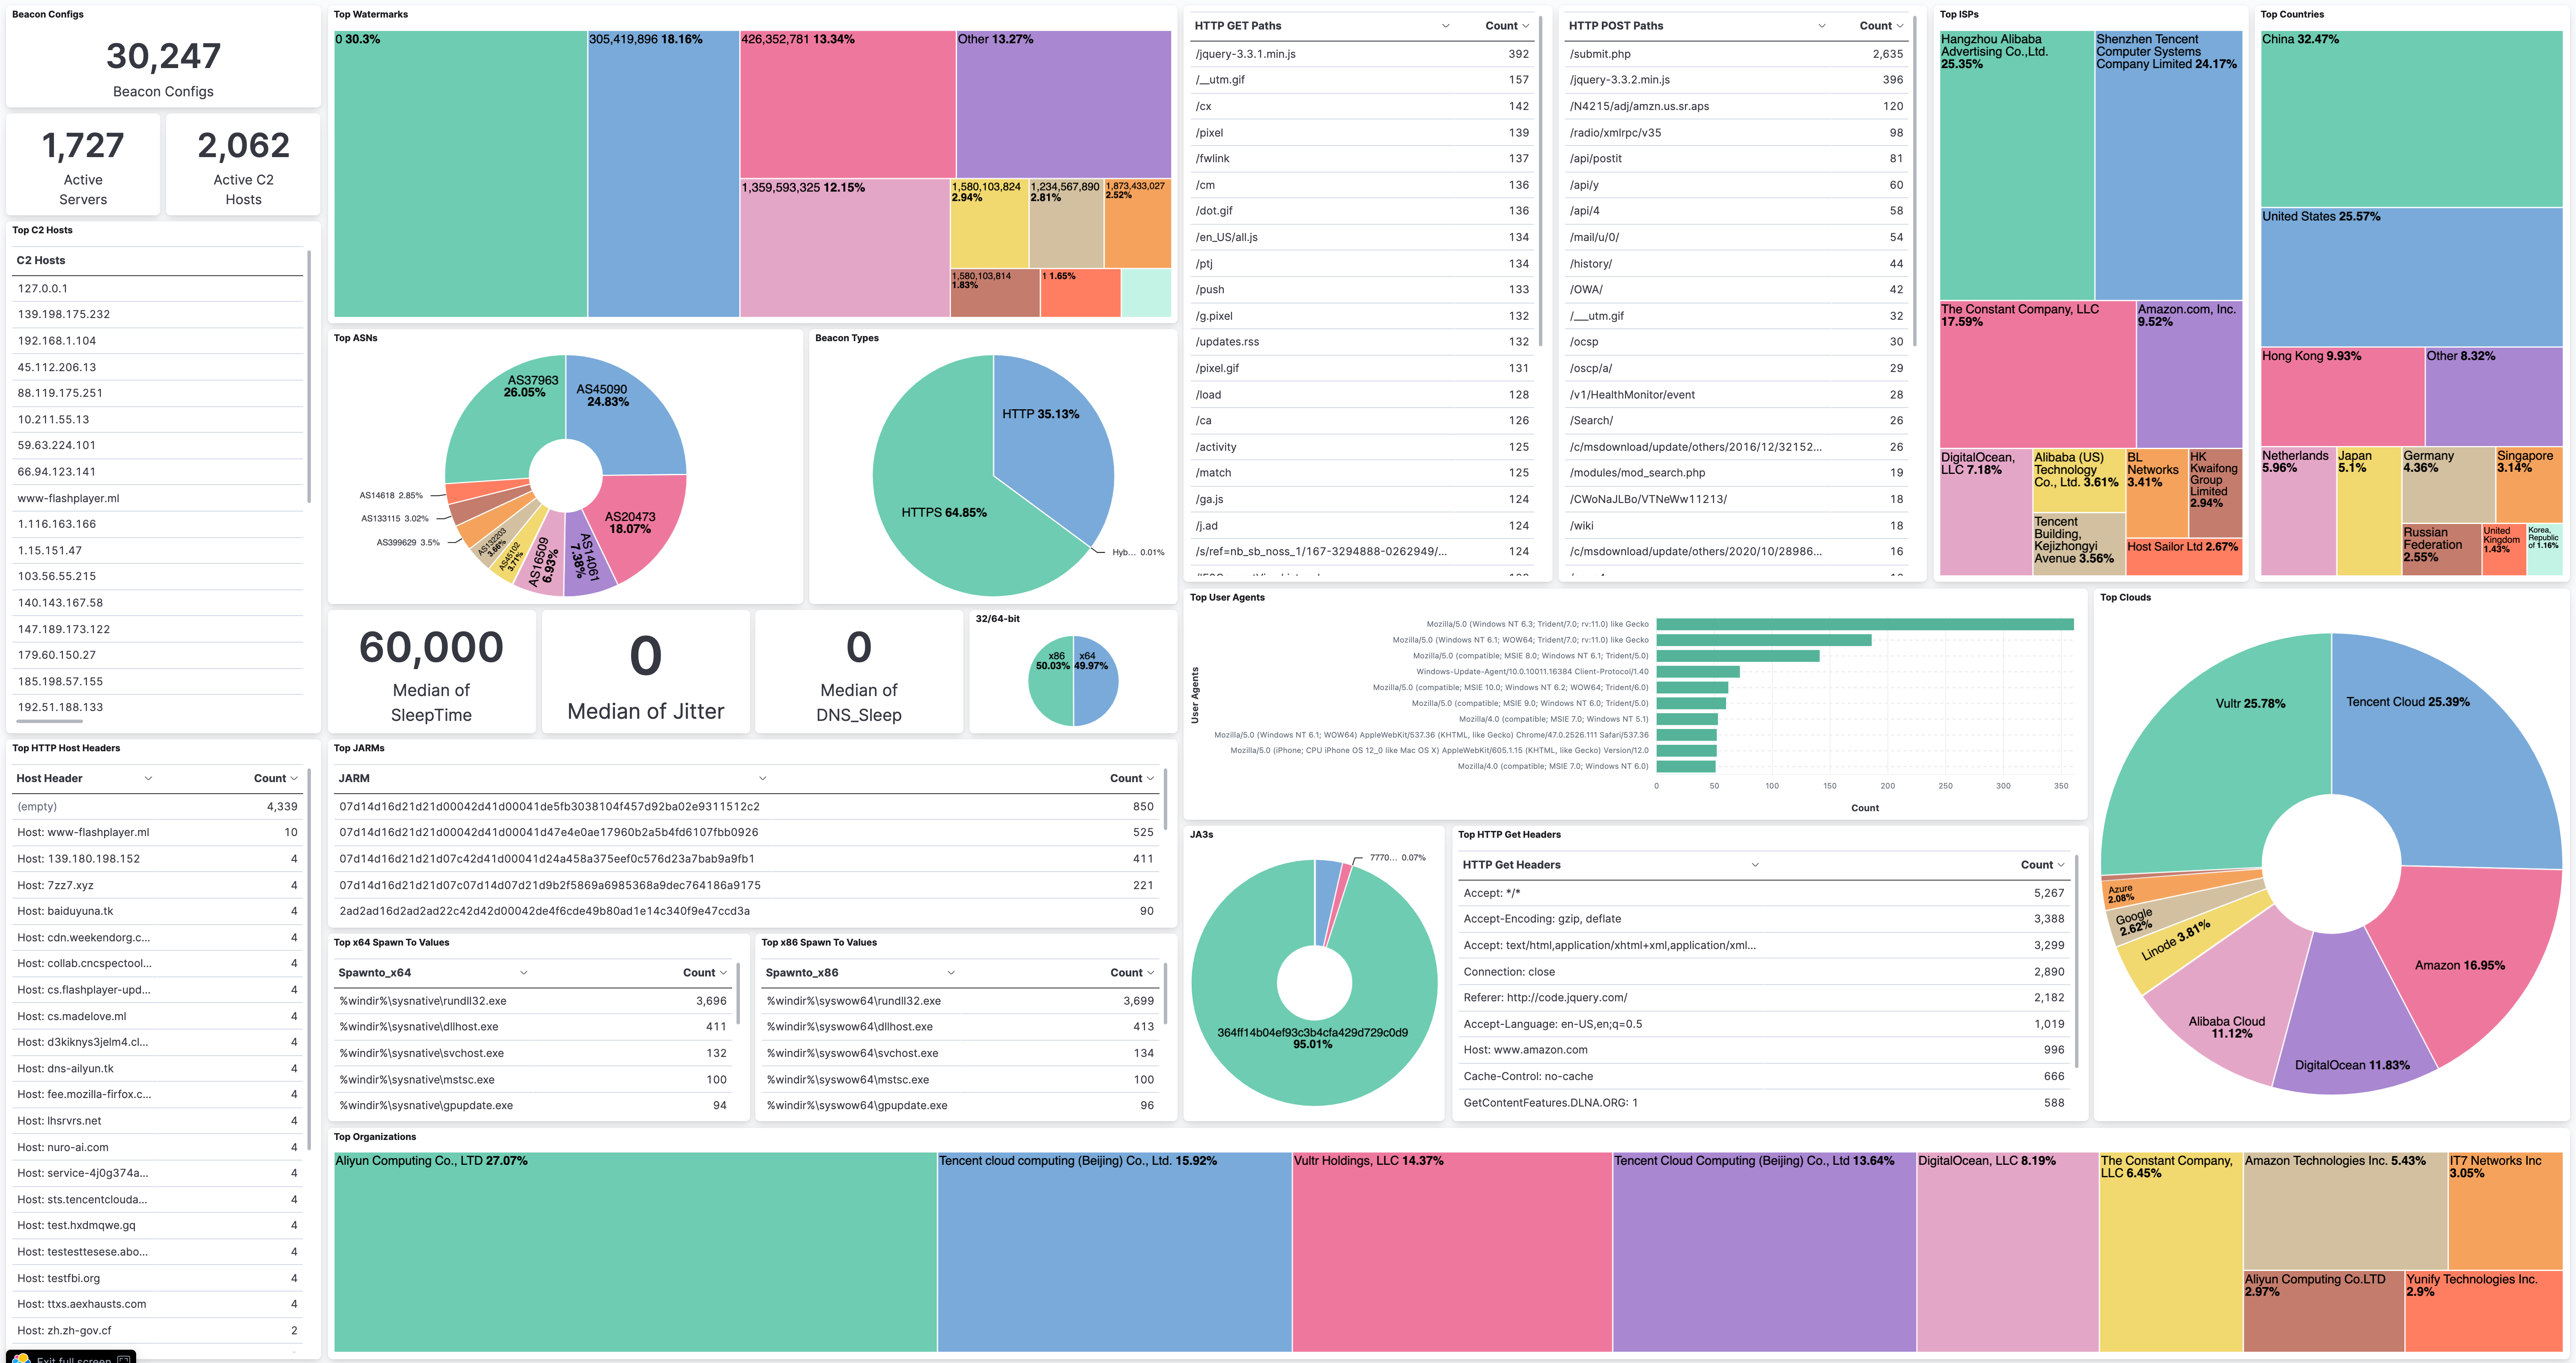 Beacon Configs
30,247
Beacon Configs
1,727
Active
Servers
2,062
Active C2
Hosts
Top C2 Hosts
C2 Hosts
127.0.0.1
139.198.175.232
192.168.1.104
45.112.206.13
88.119.175.251
10.211.55.13
59.63.224.101
66.94.123.141
www-flashplayer.ml
1.116.163.166
1.15.151.47
103.56.55.215
140.143.167.58
147.189.173.122
179.60.150.27
185.198.57.155
192.51.188.133
Top HTTP Host Headers
Host Header Count
(empty) 4,339
Host: www-flashplayer.ml 10
Host: 139.180.198.152 4
Host: 7zz7.xyz 4
Host: baiduyuna.tk 4
Host: cdn.weekendorg.c... 4
Host: collab.cncspectool... 4
Host: cs.flashplayer-upd... 4
Host: cs.madelove.ml 4
Host: d3kiknys3jelm4.cl... 4
Host: dns-ailyun.tk 4
Host: fee.mozilla-firfox.c... 4
Host: lhsrvrs.net 4
Host: nuro-ai.com 4
Host: service-4j0g374a... 4
Host: sts.tencentclouda... 4
Host: test.hxdmqwe.gq 4
Host: testesttesese.abo... 4
Host: testfbi.org 4
Host: ttxs.aexhausts.com 4
Host: zh.zh-gov.cf 2
Exit full screen
Top Watermarks
0 30.3%
305,419,896 18.16%
426,352,781 13.34%
Other 13.27%
1,359,593,325 12.15%
1,580,103,824
2.94%
1,234,567,890
2.81%
1,873,433,027
2.52%
1,580,103,814
1.83%
1 1.65%
Top ASNs
AS37963
26.05%
AS45090
24.83%
AS20473
18.07%
AS14061
7.38%
AS16509
6.93%
AS45102
3.71%
AS132203
3.66%
AS399629 3.5%
AS133115 3.02%
AS14618 2.85%
Beacon Types
HTTP 35.13%
HTTPS 64.85%
Hyb... 0.01%
60,000
Median of
SleepTime
0
Median of Jitter
0
Median of
DNS_Sleep
32/64-bit
x86
50.03%
x64
49.97%
Top JARMs
JARM Count
07d14d16d21d21d00042d41d00041de5fb3038104f457d92ba02e9311512c2 850
07d14d16d21d21d00042d41d00041d47e4e0ae17960b2a5b4fd6107fbb0926 525
07d14d16d21d21d07c42d41d00041d24a458a375eef0c576d23a7bab9a9fb1 411
07d14d16d21d21d07c07d14d07d21d9b2f5869a6985368a9dec764186a9175 221
2ad2ad16d2ad2ad22c42d42d00042de4f6cde49b80ad1e14c340f9e47ccd3a 90
Top x64 Spawn To Values
Spawnto_x64 Count
%windir%\sysnative\rundll32.exe 3,696
%windir%\sysnative\dllhost.exe 411
%windir%\sysnative\svchost.exe 132
%windir%\sysnative\mstsc.exe 100
%windir%\sysnative\gpupdate.exe 94
Top x86 Spawn To Values
Spawnto_x86 Count
%windir%\syswow64\rundll32.exe 3,699
%windir%\syswow64\dllhost.exe 413
%windir%\syswow64\svchost.exe 134
%windir%\syswow64\mstsc.exe 100
%windir%\syswow64\gpupdate.exe 96
HTTP GET Paths Count
/jquery-3.3.1.min.js 392
/__utm.gif 157
/cx 142
/pixel 139
/fwlink 137
/cm 136
/dot.gif 136
/en_US/all.js 134
/ptj 134
/push 133
/g.pixel 132
/updates.rss 132
/pixel.gif 131
/load 128
/ca 126
/activity 125
/match 125
/ga.js 124
/j.ad 124
/s/ref=nb_sb_noss_1/167-3294888-0262949/... 124
HTTP POST Paths Count
/submit.php 2,635
/jquery-3.3.2.min.js 396
/N4215/adj/amzn.us.sr.aps 120
/radio/xmlrpc/v35 98
/api/postit 81
/api/y 60
/api/4 58
/mail/u/0/ 54
/history/ 44
/OWA/ 42
/___utm.gif 32
/ocsp 30
/oscp/a/ 29
/v1/HealthMonitor/event 28
/Search/ 26
/c/msdownload/update/others/2016/12/32152... 26
/modules/mod_search.php 19
/CWoNaJLBo/VTNeWw11213/ 18
/wiki 18
/c/msdownload/update/others/2020/10/28986... 16
Top ISPs
Hangzhou Alibaba
Advertising Co.,Ltd.
25.35%
Shenzhen Tencent
Computer Systems
Company Limited 24.17%
The Constant Company, LLC
17.59%
Amazon.com, Inc.
9.52%
DigitalOcean,
LLC 7.18%
Alibaba (US)
Technology
Co., Ltd. 3.61%
Tencent
Building,
Kejizhongyi
Avenue 3.56%
BL
Networks
3.41%
HK
Kwaifong
Group
Limited
2.94%
Host Sailor Ltd 2.67%
Top Countries
China 32.47%
United States 25.57%
Hong Kong 9.93%
Other 8.32%
Netherlands
5.96%
Japan
5.1%
Germany
4.36%
Singapore
3.14%
Russian
Federation
2.55%
United
Kingdom
1.43%
Korea,
Republic
of 1.16%
Top User Agents
User Agents
Mozilla/5.0 (Windows NT 6.3; Trident/7.0; rv:11.0) like Gecko
Mozilla/5.0 (Windows NT 6.1; WOW64; Trident/7.0; rv:11.0) like Gecko
Mozilla/5.0 (compatible; MSIE 8.0; Windows NT 6.1; Trident/5.0)
Windows-Update-Agent/10.0.10011.16384 Client-Protocol/1.40
Mozilla/5.0 (compatible; MSIE 10.0; Windows NT 6.2; WOW64; Trident/6.0)
Mozilla/5.0 (compatible; MSIE 9.0; Windows NT 6.0; Trident/5.0)
Mozilla/4.0 (compatible; MSIE 7.0; Windows NT 5.1)
Mozilla/5.0 (Windows NT 6.1; WOW64) AppleWebKit/537.36 (KHTML, like Gecko) Chrome/47.0.2526.111 Safari/537.36
Mozilla/5.0 (iPhone; CPU iPhone OS 12_0 like Mac OS X) AppleWebKit/605.1.15 (KHTML, like Gecko) Version/12.0
Mozilla/4.0 (compatible; MSIE 7.0; Windows NT 6.0)
0 50 100 150 200 250 300 350
Count
JA3s
7770... 0.07%
364ff14b04ef93c3b4cfa429d729c0d9
95.01%
Top HTTP Get Headers
HTTP Get Headers Count
Accept: */* 5,267
Accept-Encoding: gzip, deflate 3,388
Accept: text/html,application/xhtml+xml,application/xml... 3,299
Connection: close 2,890
Referer: http://code.jquery.com/ 2,182
Accept-Language: en-US,en;q=0.5 1,019
Host: www.amazon.com 996
Cache-Control: no-cache 666
GetContentFeatures.DLNA.ORG: 1 588
Top Clouds
Vultr 25.78%
Tencent Cloud 25.39%
Amazon 16.95%
DigitalOcean 11.83%
Alibaba Cloud
11.12%
Linode 3.81%
Google
2.62%
Azure
2.08%
Top Organizations
Aliyun Computing Co., LTD 27.07%
Tencent cloud computing (Beijing) Co., Ltd. 15.92%
Vultr Holdings, LLC 14.37%
Tencent Cloud Computing (Beijing) Co., Ltd 13.64%
DigitalOcean, LLC 8.19%
The Constant Company,
LLC 6.45%
Amazon Technologies Inc. 5.43%
IT7 Networks Inc
3.05%
Aliyun Computing Co.LTD
2.97%
Yunify Technologies Inc.
2.9%